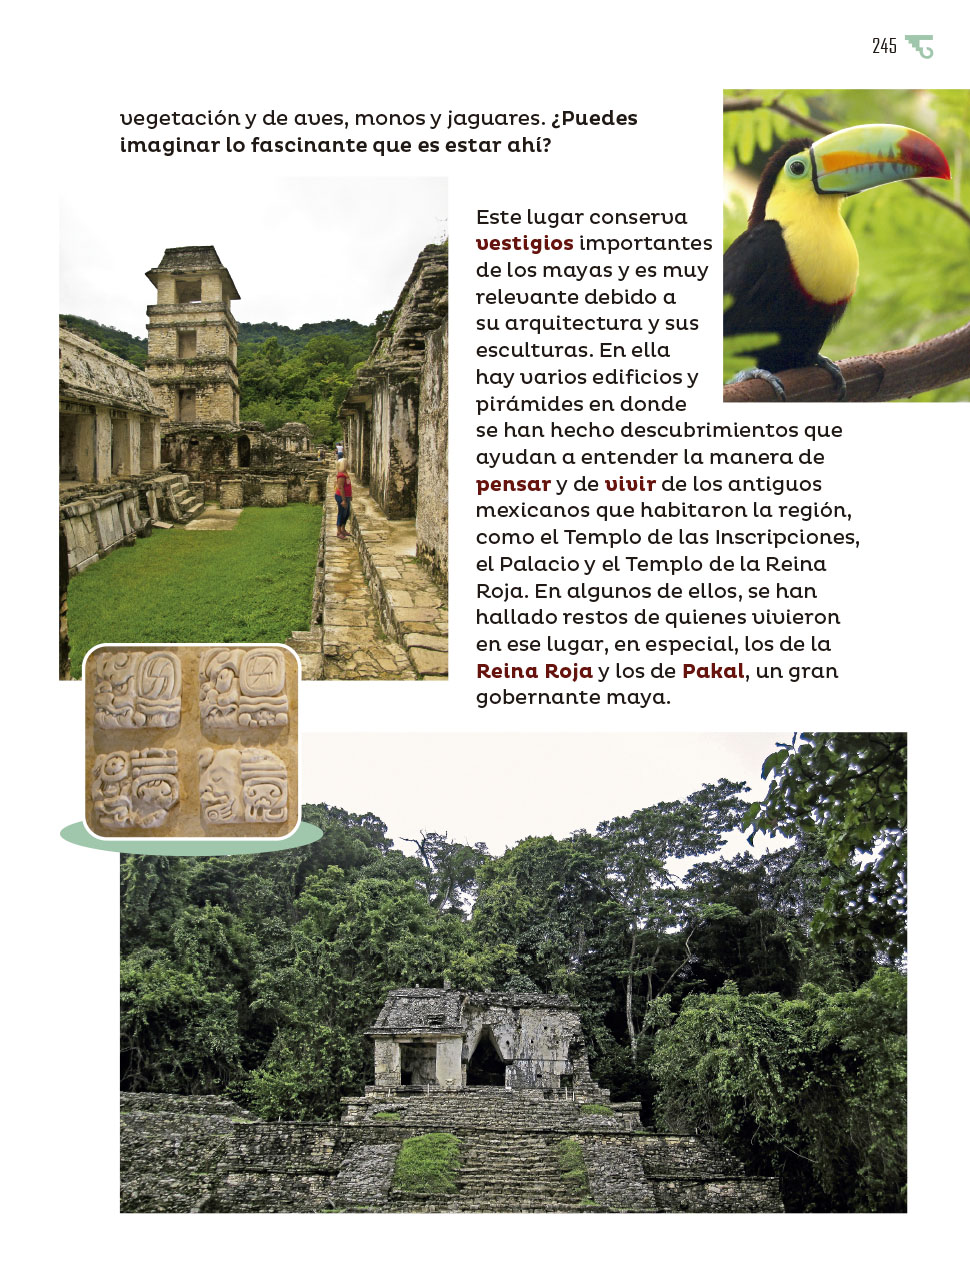 245
vegetación y de aves, monos y jaguares. ¿Puedes
imaginar lo fascinante que es estar ahí?
Este lugar conserva
vestigios importantes
de los mayas y es muy
relevante debido a
su arquitectura y sus
esculturas. En ella
hay varios edificios y
pirámides en donde
se han hecho descubrimientos que
ayudan a entender la manera de
pensar y de vivir de los antiguos
mexicanos que habitaron la región,
como el Templo de las Inscripciones,
el Palacio y el Templo de la Reina
Roja. En algunos de ellos, se han
hallado restos de quienes vivieron
en ese lugar, en especial, los de la
Reina Roja y los de Pakal, un gran
gobernante maya.